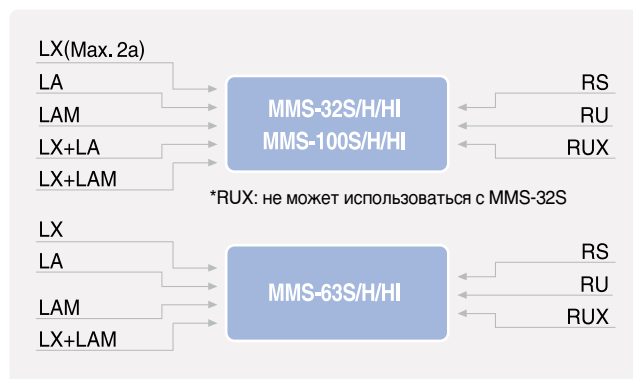 LX(Max. 2a)
LA
LAM
LX+LA
LX+LAM
MMS-32S/H/HI
MMS-100S/H/HI
RS
RU
RUX
*RUX: не может использоваться с MMS-32S
LX
LA
LAM
LX+LAM
MMS-63S/H/HI
RS
RU
RUX